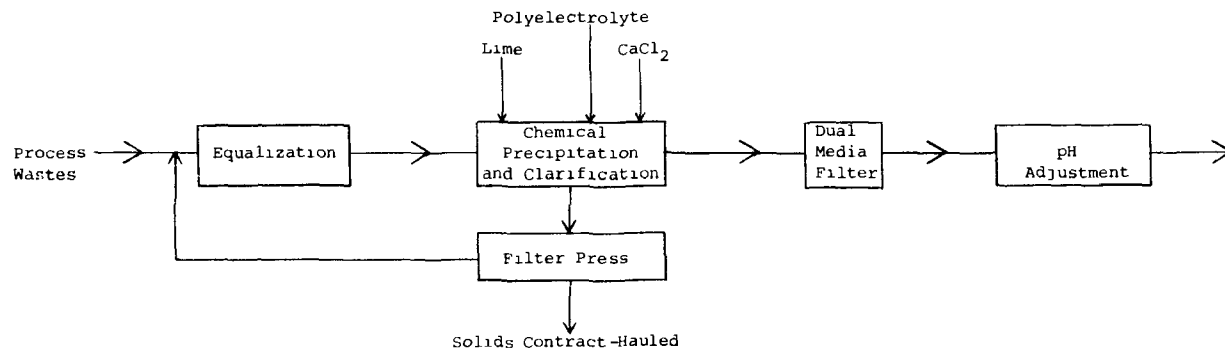 Polyelectrolyte
Lime
CaCl2
Process
Wastes
Equalization
Chemical
Precipitation
and Clarification
Dual
Media
Filter
pH
Adjustment
Filter Press
Solids Contract-Hauled